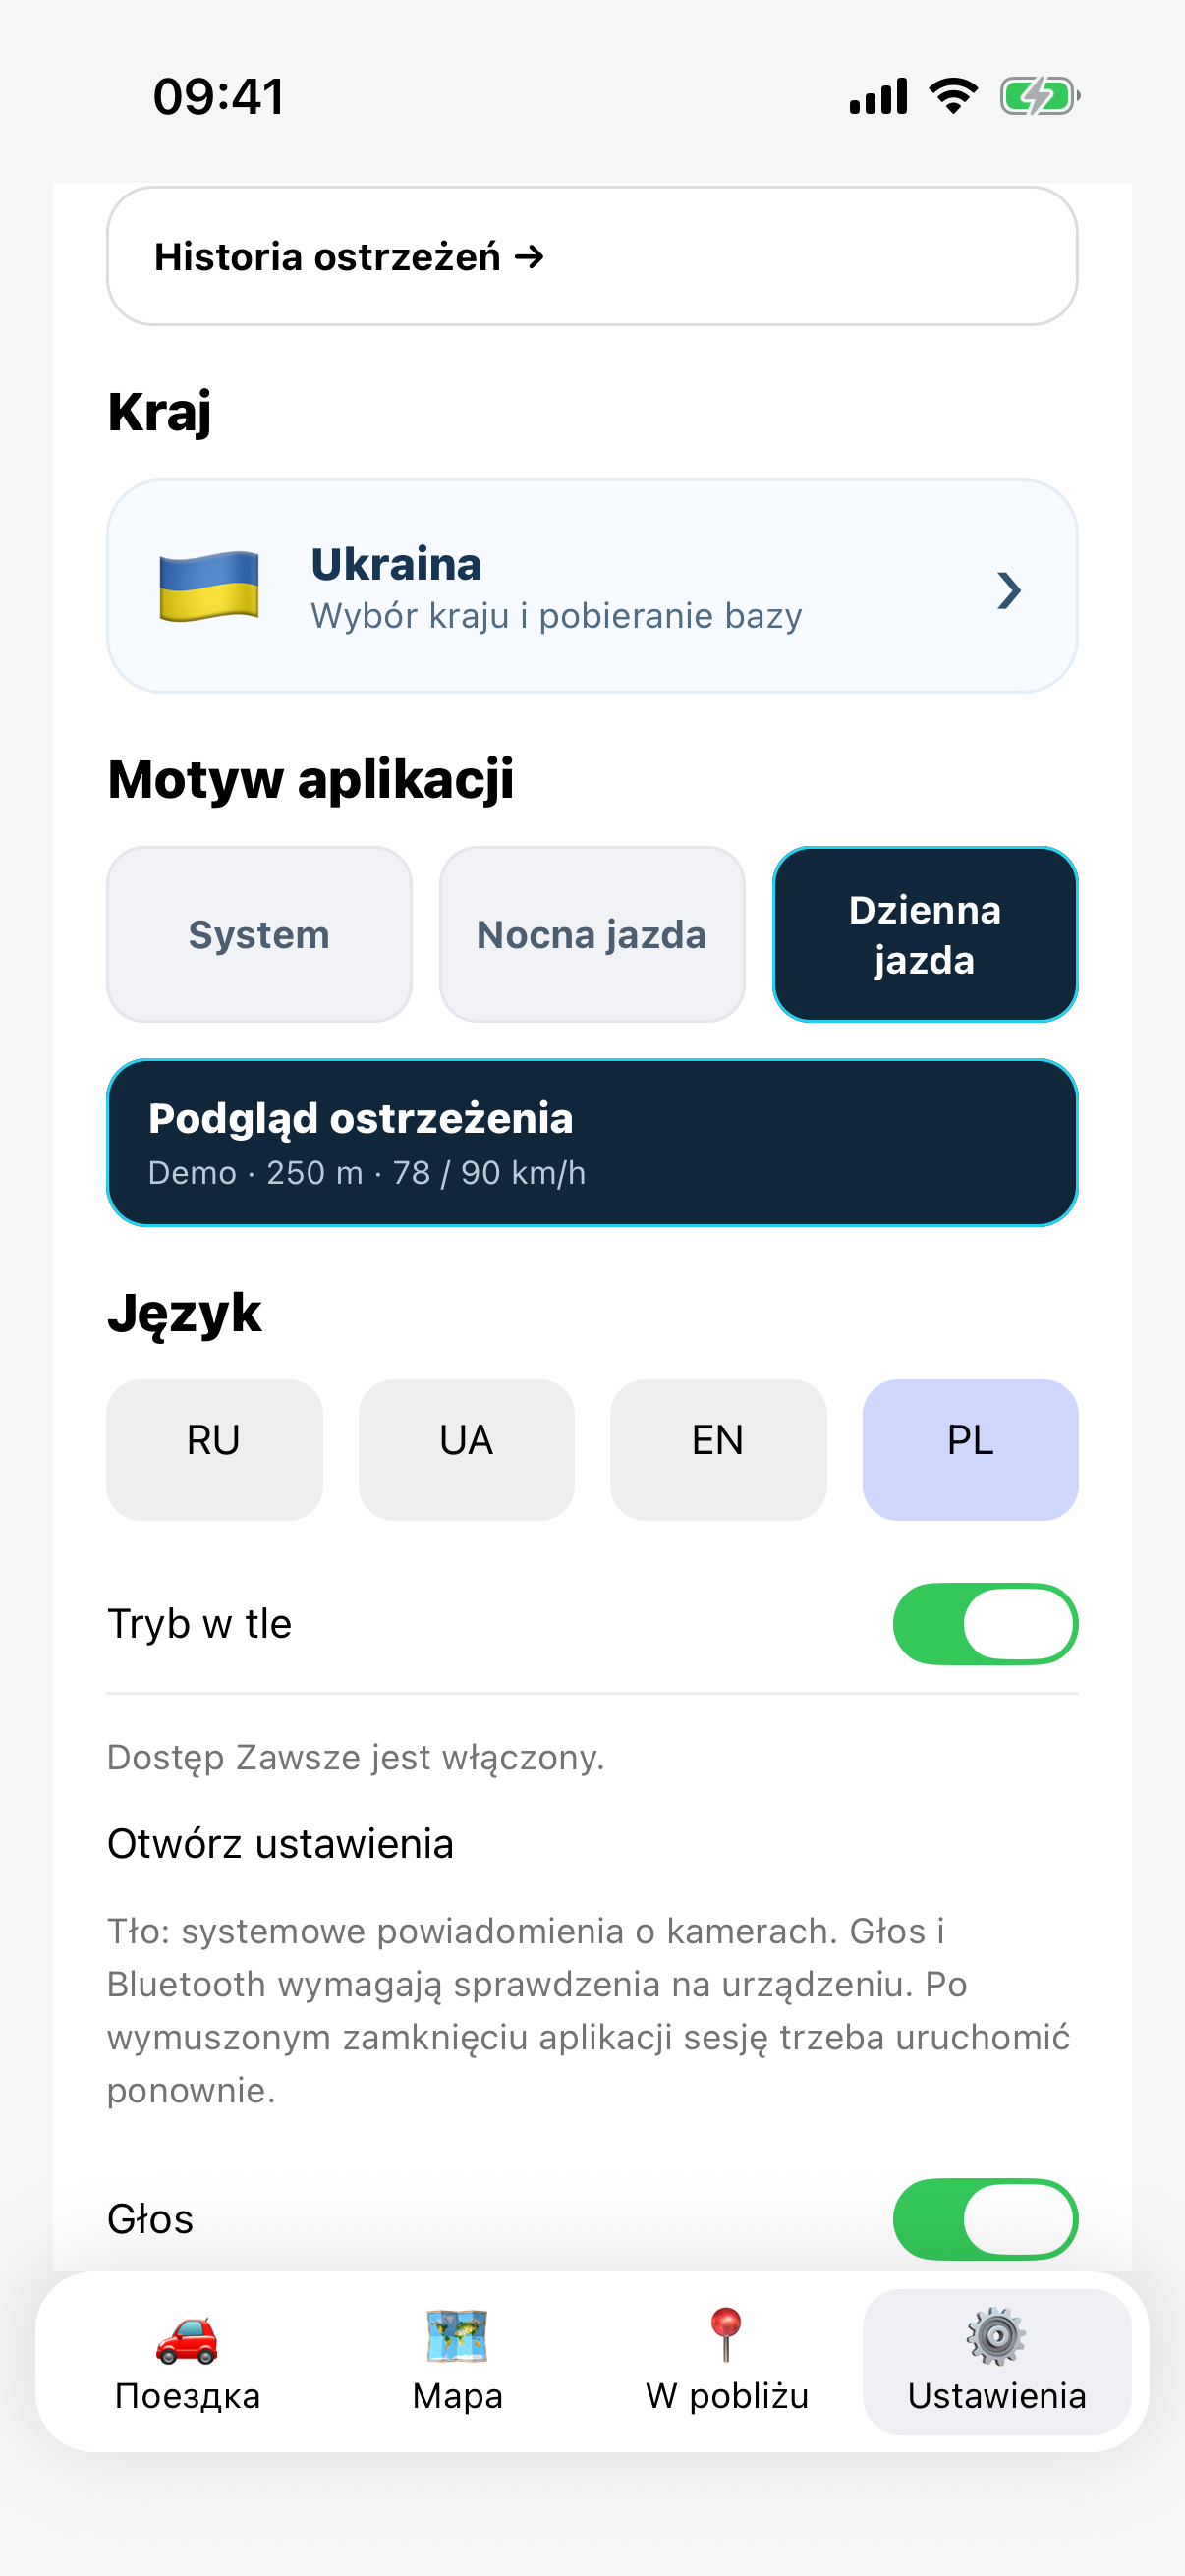 09:41
Historia ostrzeżeń →
Kraj
Ukraina
Wybór kraju i pobieranie bazy
Motyw aplikacji
System
Nocna jazda
Dzienna
jazda
Podgląd ostrzeżenia
Demo · 250 m · 78 / 90 km/h
Język
RU
UA
EN
PL
Tryb w tle
Dostęp Zawsze jest włączony.
Otwórz ustawienia
Tło: systemowe powiadomienia o kamerach. Głos i
Bluetooth wymagają sprawdzenia na urządzeniu. Po
wymuszonym zamknięciu aplikacji sesję trzeba uruchomić
ponownie.
Głos
Поездка
Mapa
W pobliżu
Ustawienia